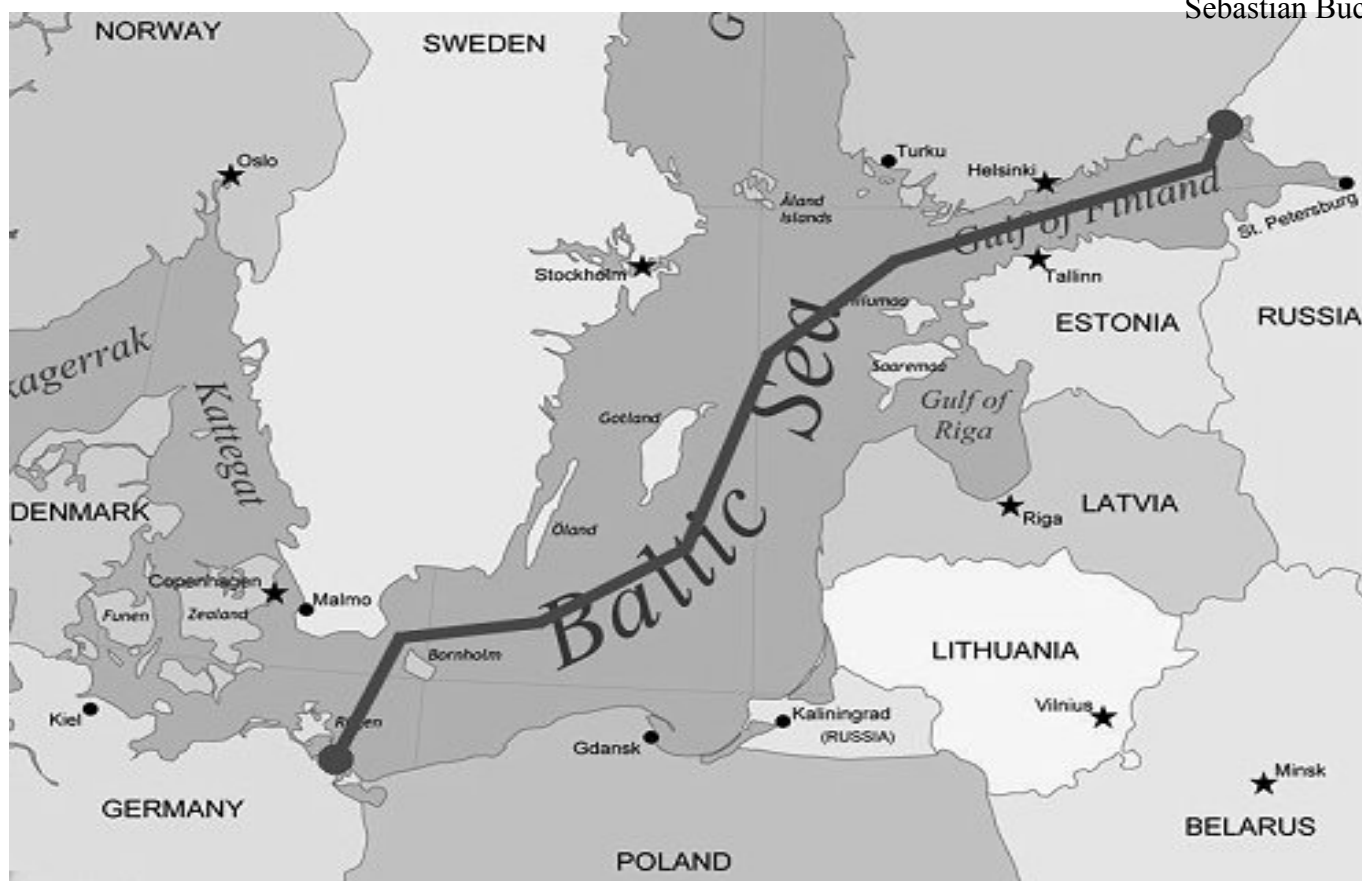 Sebastian Buc
NORWAY
SWEDEN
G
Oslo
Turku
Helsinki
Åland
Islands
Gulf of Finland
St. Petersburg
Stockholm
Tallinn
ESTONIA
RUSSIA
kagerrak
Kattegat
Saaremaa
Gulf of
Riga
Gotland
Baltic Sea
DENMARK
Öland
Riga
LATVIA
Copenhagen
Malmo
Funen
Zealand
Bornholm
LITHUANIA
Vilnius
Kiel
Kaliningrad
(RUSSIA)
Gdansk
Minsk
GERMANY
BELARUS
POLAND